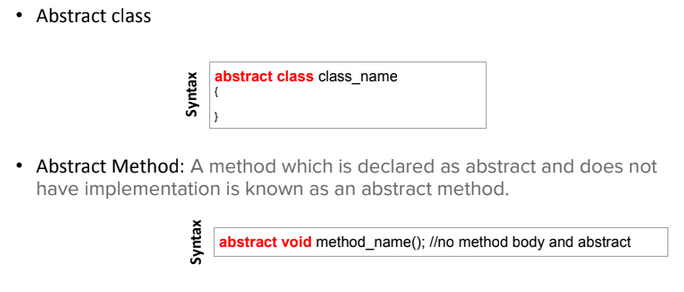 • Abstract class
Syntax
abstract class class_name
{
}
• Abstract Method: A method which is declared as abstract and does not
have implementation is known as an abstract method.
Syntax
abstract void method_name(); //no method body and abstract